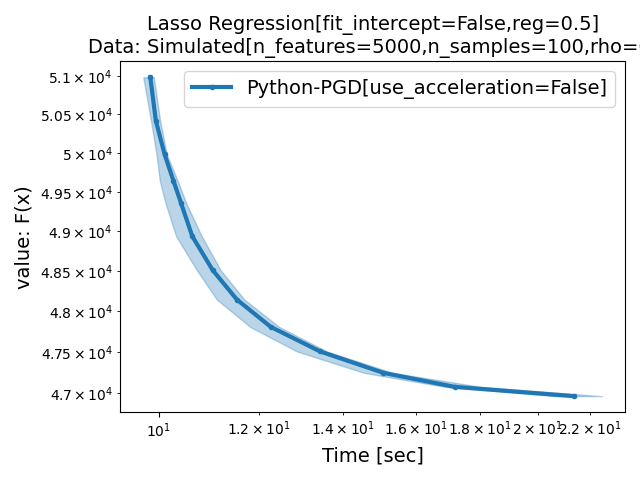 Lasso Regression[fit_intercept=False,reg=0.5]
Data: Simulated[n_features=5000,n_samples=100,rho=
Python-PGD[use_acceleration=False]
value: F(x)
5.1 × 10⁴
5.05 × 10⁴
5 × 10⁴
4.95 × 10⁴
4.9 × 10⁴
4.85 × 10⁴
4.8 × 10⁴
4.75 × 10⁴
4.7 × 10⁴
10¹ 1.2 × 10¹ 1.4 × 10¹ 1.6 × 10¹ 1.8 × 10¹ 2 × 10¹ 2.2 × 10¹
Time [sec]